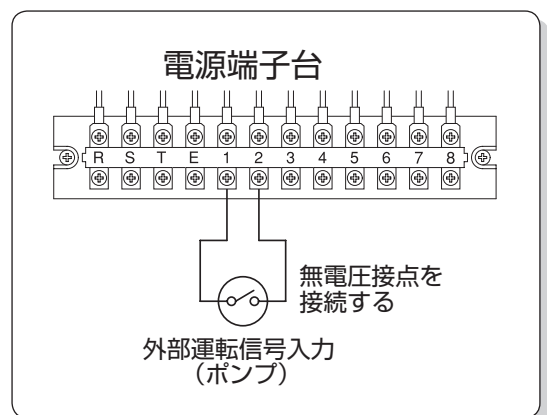 電源端子台
R S T E 1 2 3 4 5 6 7 8
無電圧接点を
接続する
外部運転信号入力
（ポンプ）